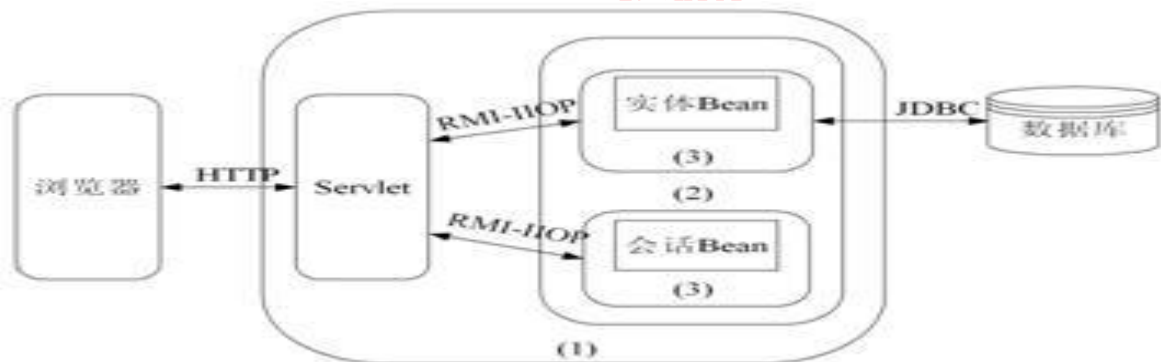 浏览器
HTTP
Servlet
RMI-IIOP
RMI-IIOP
实体Bean
(3)
(2)
会话Bean
(3)
(1)
JDBC
数据库